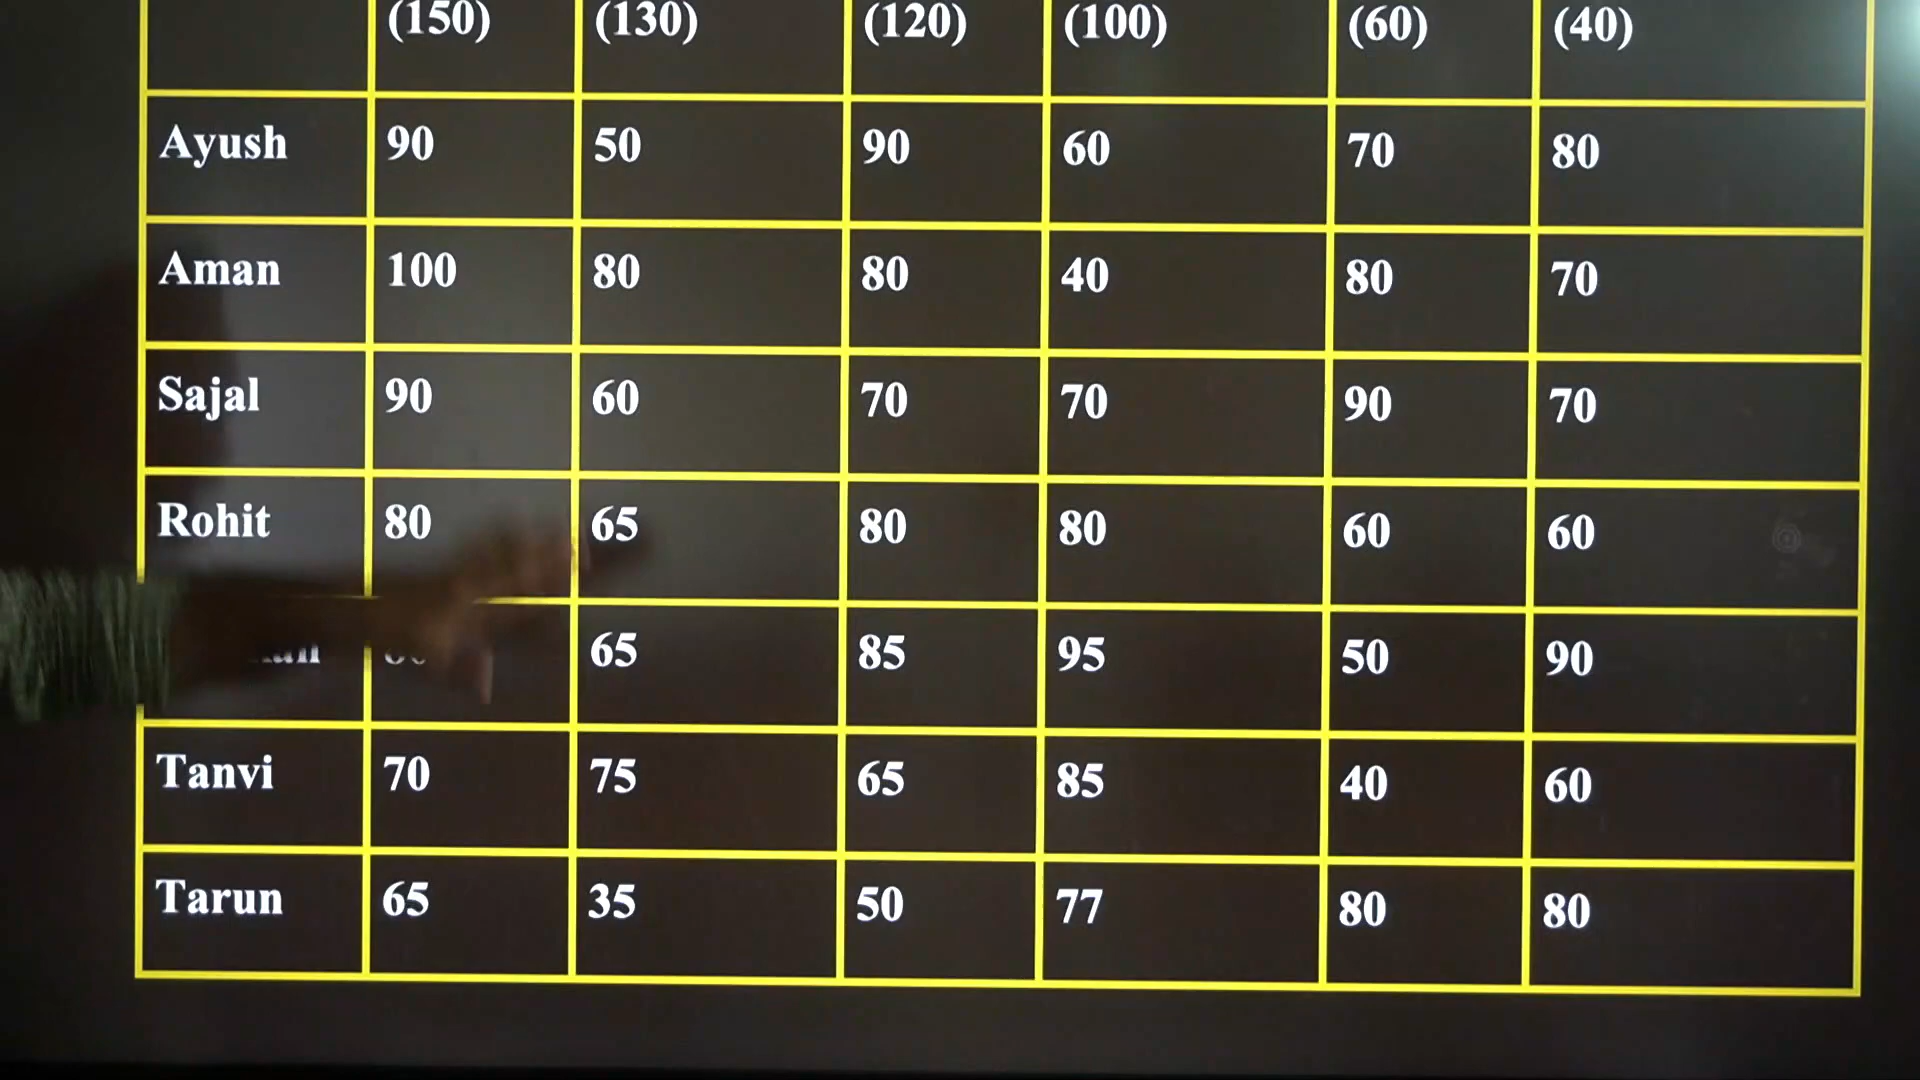 (150) (130) (120) (100) (60) (40)
Ayush 90 50 90 60 70 80
Aman 100 80 80 40 80 70
Sajal 90 60 70 70 90 70
Rohit 80 65 80 80 60 60
65 85 95 50 90
Tanvi 70 75 65 85 40 60
Tarun 65 35 50 77 80 80